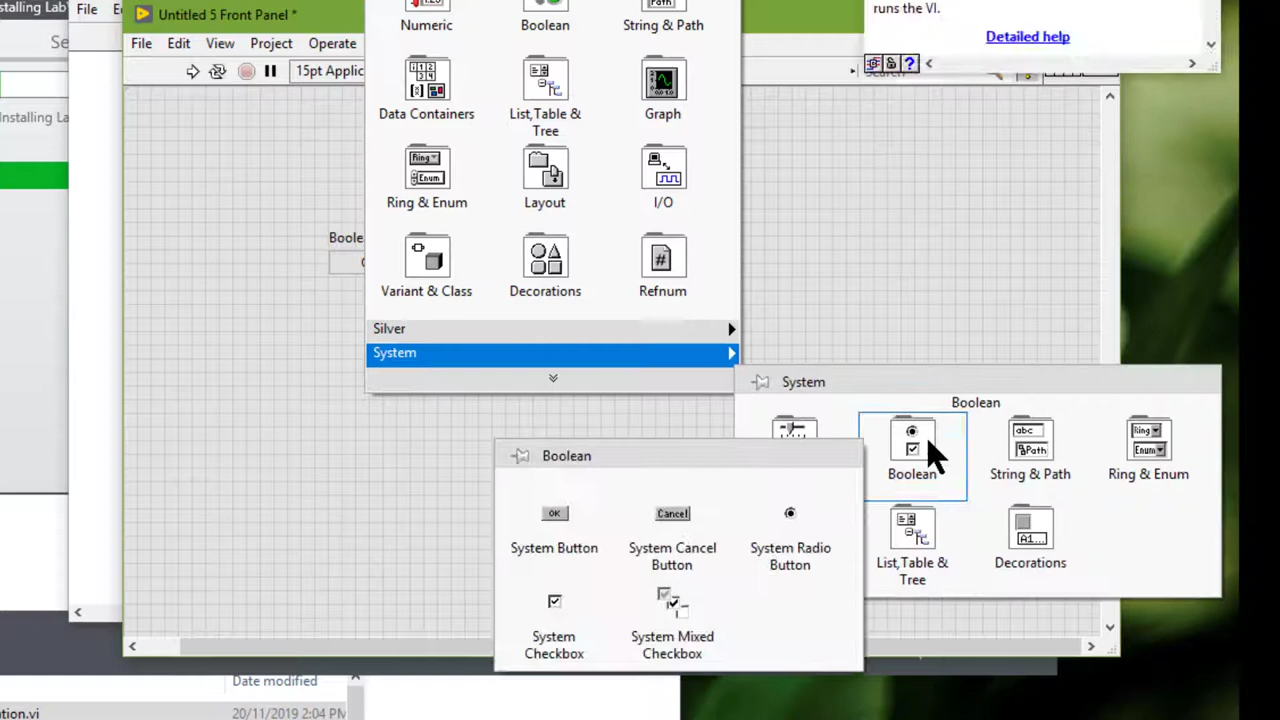 Installing Lab
File
Untitled 5 Front Panel *
runs the VI.
Detailed help
Se
File Edit View Project Operate
15pt Applic
Search
Installing La
Numeric
Boolean
String & Path
Data Containers
List,Table & Tree
Graph
Ring & Enum
Layout
I/O
Variant & Class
Decorations
Refnum
Boole
Silver
System
System
Boolean
Boolean
String & Path
Ring & Enum
List,Table & Tree
Decorations
Boolean
OK
Cancel
System Button
System Cancel Button
System Radio Button
System Checkbox
System Mixed Checkbox
Date modified
tion.vi
20/11/2019 2:04 PM